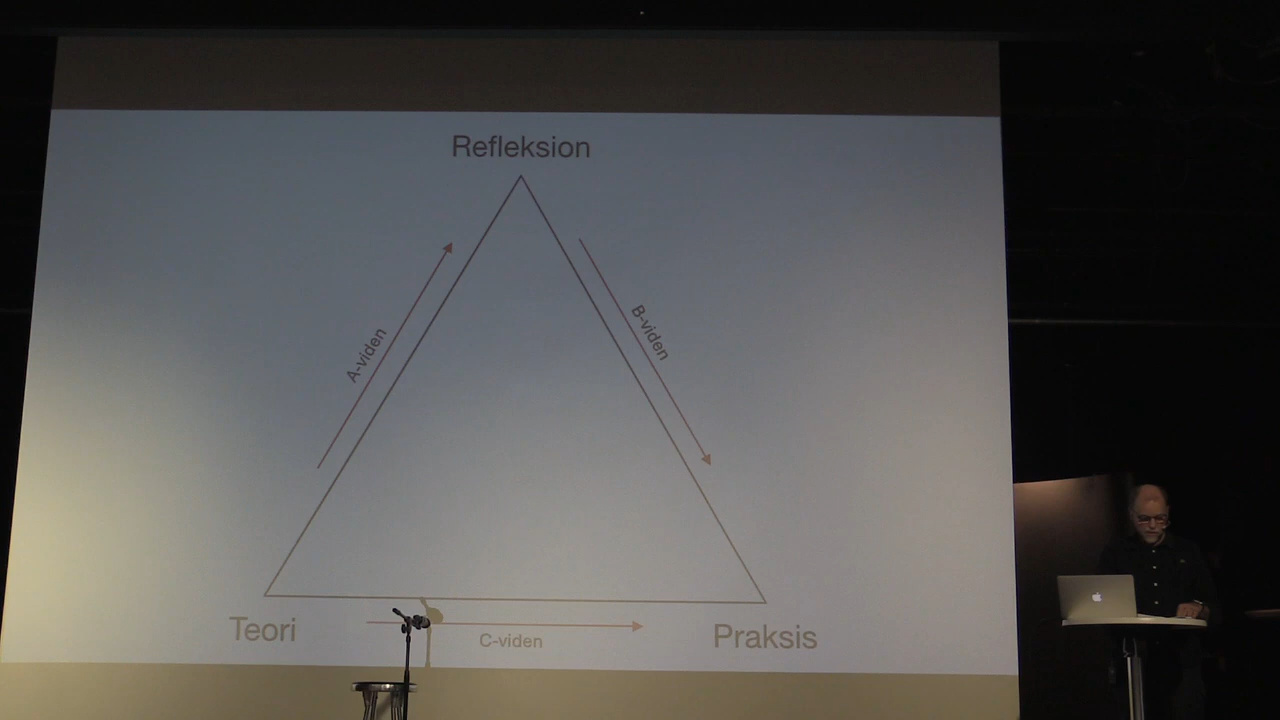 Refleksion
A-viden
B-viden
Teori
C-viden
Praksis